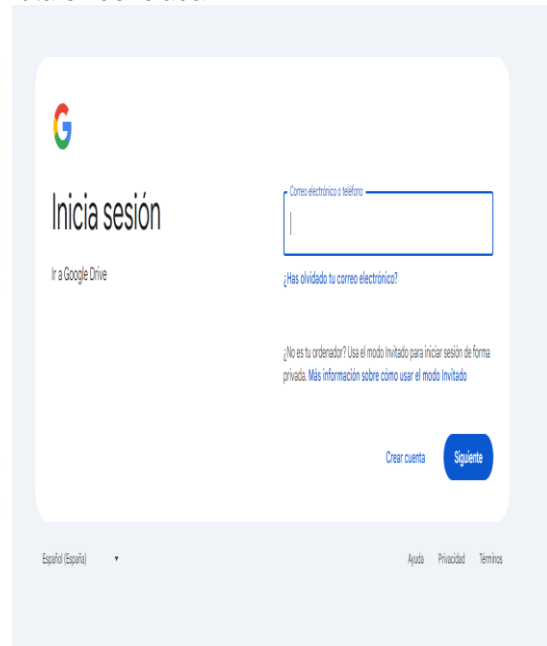 Inicia sesión
Ir a Google Drive
Correo electrónico o teléfono
¿Has olvidado tu correo electrónico?
¿No es tu ordenador? Usa el modo Invitado para iniciar sesión de forma
privada. Más información sobre cómo usar el modo Invitado
Crear cuenta
Siguiente
Español (España)
Ayuda Privacidad Términos